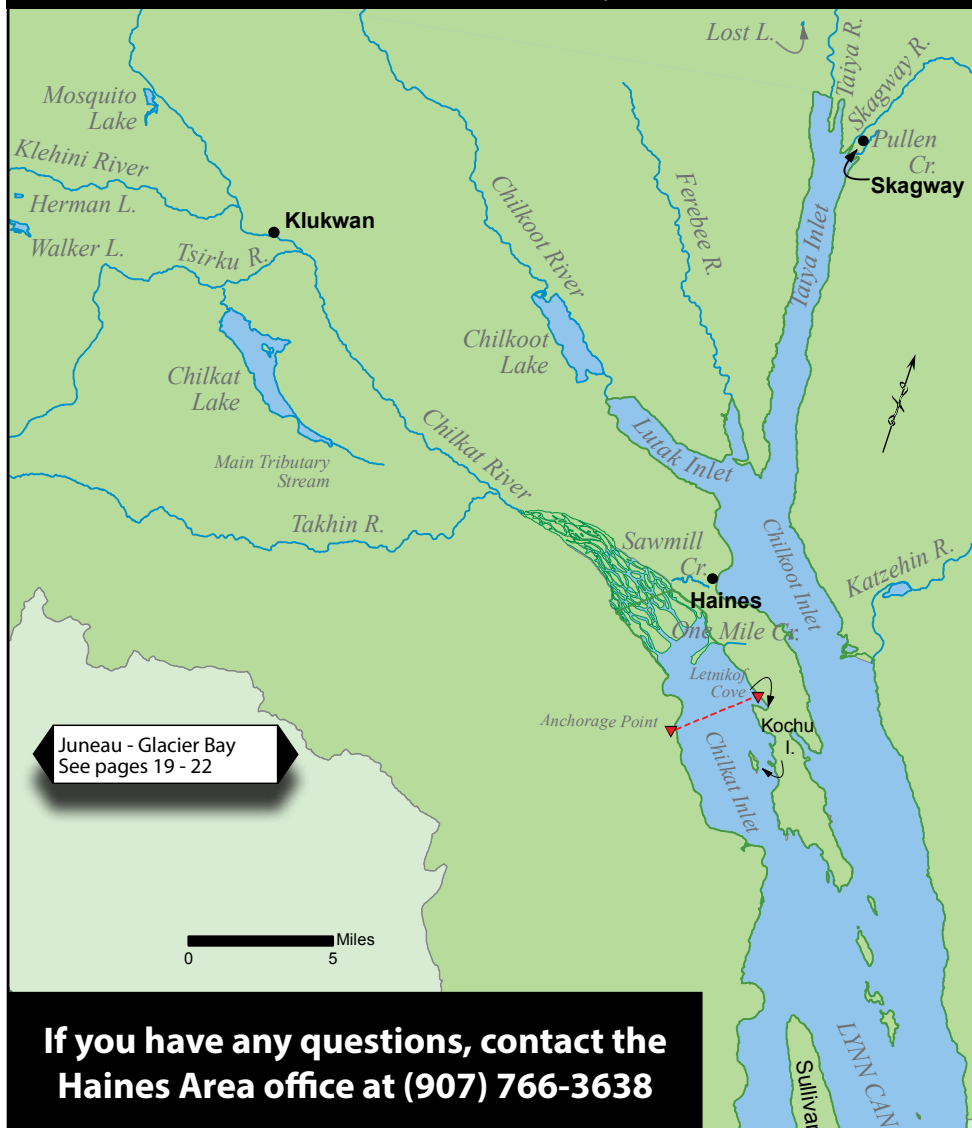 Lost L.
Taiya R.
Skagway R.
Mosquito
Lake
Pullen
Cr.
Skagway
Klehini River
Herman L.
Klukwan
Walker L.
Tsirku R.
Chilkoot River
Ferebee R.
Taiya Inlet
Chilkoot
Lake
Chilkat
Lake
Chilkat River
Lutak Inlet
Main Tributary
Stream
Takhin R.
Sawmill
Cr.
Chilkoot Inlet
Katzehin R.
Haines
One Mile Cr.
Letnikof
Cove
Anchorage Point
Kochu
I.
Juneau - Glacier Bay
See pages 19 - 22
Chilkat Inlet
Miles
0 5
If you have any questions, contact the
Haines Area office at (907) 766-3638
Sullivan
LYNN CAN